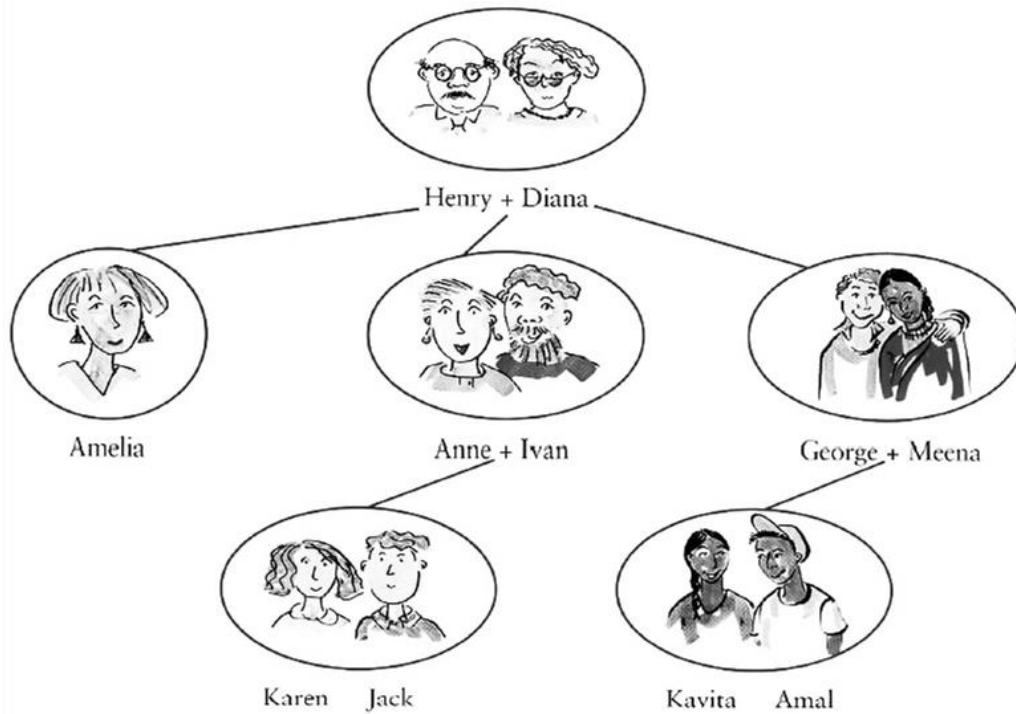 Henry + Diana
Amelia Anne + Ivan George + Meena
Karen Jack Kavita Amal